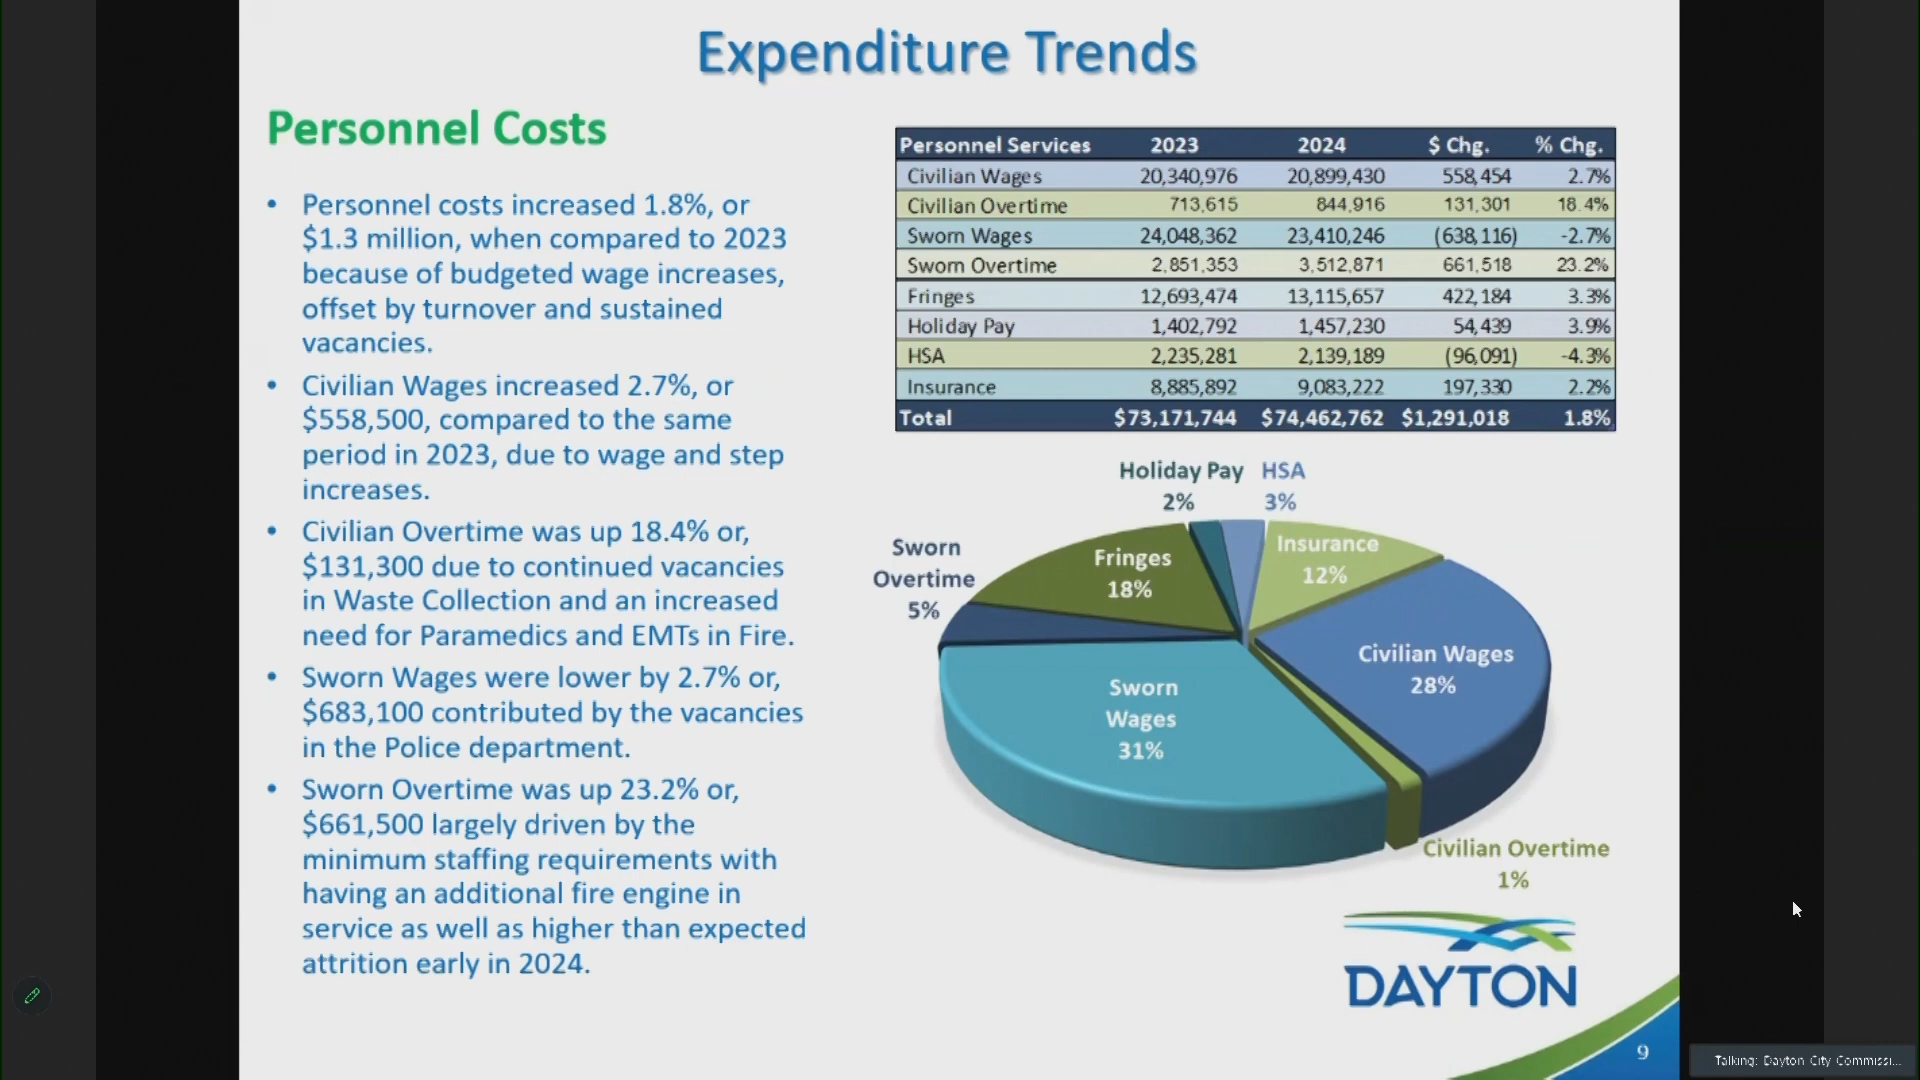 Expenditure Trends
Personnel Costs
• Personnel costs increased 1.8%, or
$1.3 million, when compared to 2023
because of budgeted wage increases,
offset by turnover and sustained
vacancies.
• Civilian Wages increased 2.7%, or
$558,500, compared to the same
period in 2023, due to wage and step
increases.
• Civilian Overtime was up 18.4% or,
$131,300 due to continued vacancies
in Waste Collection and an increased
need for Paramedics and EMTs in Fire.
• Sworn Wages were lower by 2.7% or,
$683,100 contributed by the vacancies
in the Police department.
• Sworn Overtime was up 23.2% or,
$661,500 largely driven by the
minimum staffing requirements with
having an additional fire engine in
service as well as higher than expected
attrition early in 2024.
Personnel Services 2023 2024 $ Chg. % Chg.
Civilian Wages 20,340,976 20,899,430 558,454 2.7%
Civilian Overtime 713,615 844,916 131,301 18.4%
Sworn Wages 24,048,362 23,410,246 (638,116) -2.7%
Sworn Overtime 2,851,353 3,512,871 661,518 23.2%
Fringes 12,693,474 13,115,657 422,184 3.3%
Holiday Pay 1,402,792 1,457,230 54,439 3.9%
HSA 2,235,281 2,139,189 (96,091) -4.3%
Insurance 8,885,892 9,083,222 197,330 2.2%
Total $73,171,744 $74,462,762 $1,291,018 1.8%
Holiday Pay
2%
HSA
3%
Insurance
12%
Sworn
Overtime
5%
Fringes
18%
Civilian Wages
28%
Sworn
Wages
31%
Civilian Overtime
1%
DAYTON
9
Talking: Dayton City Commissi...